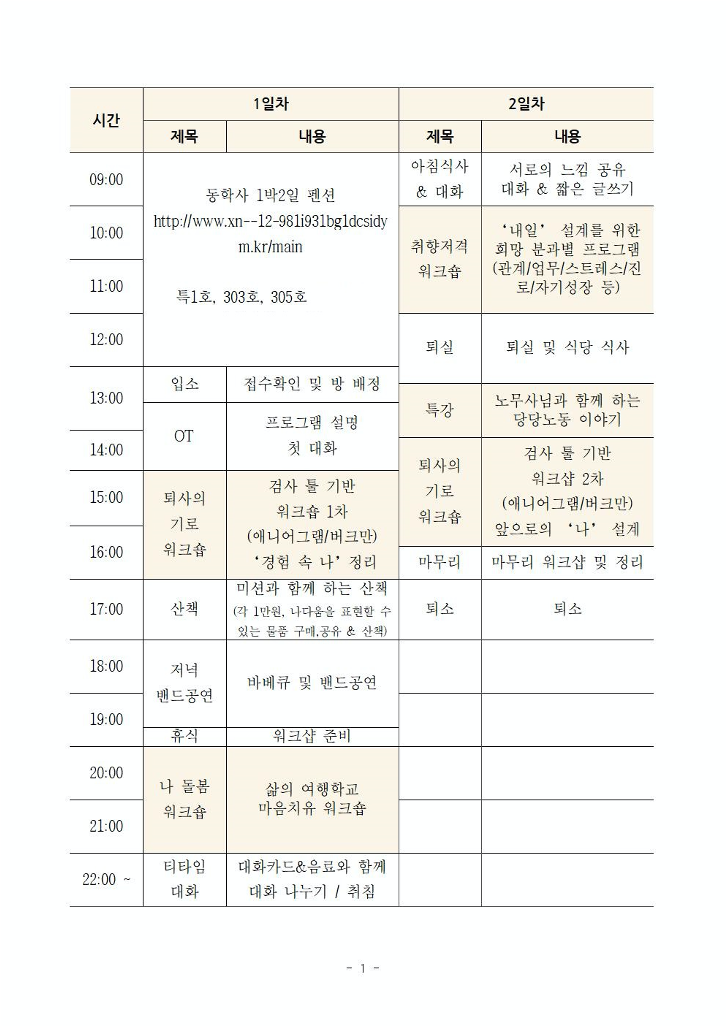 시간
1일차
2일차
제목
내용
제목
내용
09:00
동학사 1박2일 펜션
http://www.xn--12-981i931bg1dcsidy
m.kr/main
특1호, 303호, 305호
아침식사
& 대화
서로의 느낌 공유
대화 & 짧은 글쓰기
10:00
취향저격
워크숍
‘내일’ 설계를 위한
희망 분과별 프로그램
(관계/업무/스트레스/진
로/자기성장 등)
11:00
12:00
퇴실
퇴실 및 식당 식사
13:00
입소
접수확인 및 방 배정
특강
노무사님과 함께 하는
당당노동 이야기
OT
프로그램 설명
첫 대화
14:00
퇴사의
기로
워크숍
검사 툴 기반
워크샵 2차
(애니어그램/버크만)
앞으로의 ‘나’ 설계
15:00
퇴사의
기로
워크숍
검사 툴 기반
워크숍 1차
(애니어그램/버크만)
‘경험 속 나’ 정리
16:00
마무리
마무리 워크샵 및 정리
17:00
산책
미션과 함께 하는 산책
(각 1만원, 나다움을 표현할 수
있는 물품 구매,공유 & 산책)
퇴소
퇴소
18:00
저녁
밴드공연
바베큐 및 밴드공연
19:00
휴식
워크샵 준비
20:00
나 돌봄
워크숍
삶의 여행학교
마음치유 워크숍
21:00
22:00 ~
티타임
대화
대화카드&음료와 함께
대화 나누기 / 취침
- 1 -